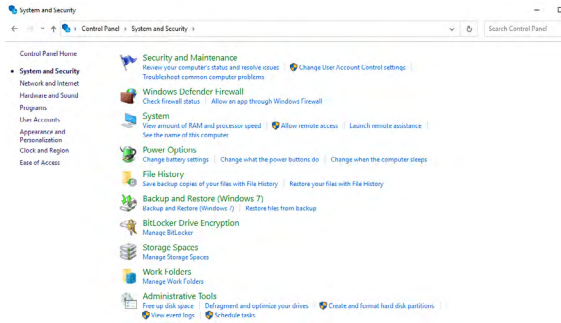 System and Security
Control Panel > System and Security >
Search Control Panel
Control Panel Home
System and Security
Network and Internet
Hardware and Sound
Programs
User Accounts
Appearance and
Personalization
Clock and Region
Ease of Access
Security and Maintenance
Review your computer's status and resolve issues
Change User Account Control settings
Troubleshoot common computer problems
Windows Defender Firewall
Check firewall status
Allow an app through Windows Firewall
System
View amount of RAM and processor speed
Allow remote access
Launch remote assistance
See the name of this computer
Power Options
Change battery settings
Change what the power buttons do
Change when the computer sleeps
File History
Save backup copies of your files with File History
Restore your files with File History
Backup and Restore (Windows 7)
Backup and Restore (Windows 7)
Restore files from backup
BitLocker Drive Encryption
Manage BitLocker
Storage Spaces
Manage Storage Spaces
Work Folders
Manage Work Folders
Administrative Tools
Free up disk space
Defragment and optimize your drives
Create and format hard disk partitions
View event logs
Schedule tasks